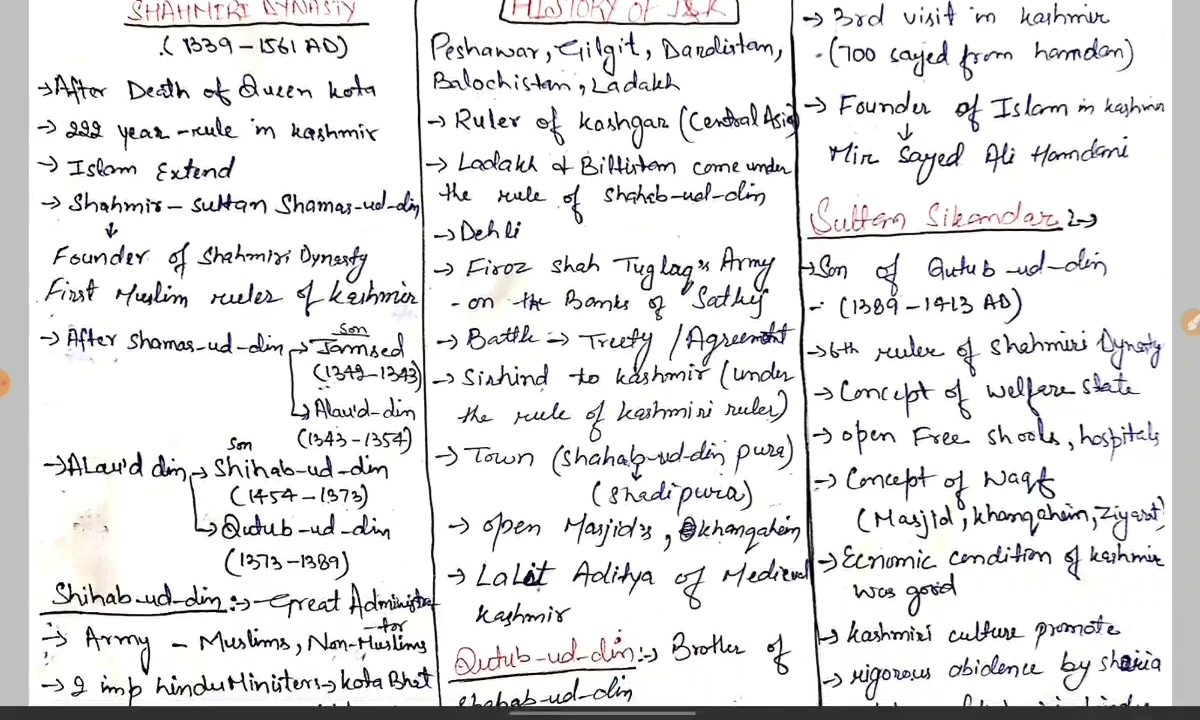 SHAHMIRI DYNASTY
(1339-1561 AD)
→After Death of Queen kota
→ 222 year-rule in kashmir
→ Islam Extend
→ Shahmir - Sultan Shamas-ud-din
↓
Founder of Shahmiri Dynasty
First Muslim ruler of kashmir
→After Shamas-ud-din→ Jamsed
son
(1342-1343)
→ Alau'd-din
(1343-1354)
son
→ALau'd din→ Shihab-ud-din
(1454-1373)
→Qutub-ud-din
(1373-1389)
Shihab-ud-din:→ Great Administrator
→ Army - Muslims, Non-Muslims
→ 2 imp hindu Ministers→ kota Bhat
HISTORY OF J&K
Peshawar, Gilgit, Dardistan,
Balochistan, Ladakh
→ Ruler of kashgar (Central Asia)
→ Ladakh & Biltistan come under
the rule of Shahab-ud-din
→ Dehli
→ Firoz shah Tuglaq's Army
- on the Banks of "Satluj
→ Battle → Treety / Agreement
→ Sirhind to kashmir (under
the rule of kashmiri ruler)
→ Town (Shahab-ud-din pura)
↓
(Shadipura)
→ open Masjid's, khanqahein
→ Lalit Aditya of Medieval
kashmir
Qutub-ud-din:→ Brother of
Shahab-ud-din
→ 3rd visit in kashmir
(700 sayed from hamdan)
→ Founder of Islam in kashmir
↓
Mir Sayed Ali Hamdani
Sultan Sikandar :→
→Son of Qutub-ud-din
(1389-1413 AD)
→6th ruler of Shahmiri Dynasty
→ Concept of welfare state
→ open Free shools, hospitals
→ Concept of Waqf
(Masjid, khanqahein, Ziyarat)
→ Ecnomic condition of kashmir
was good
→ kashmiri culture promote
→ rigorous obidence by sharia